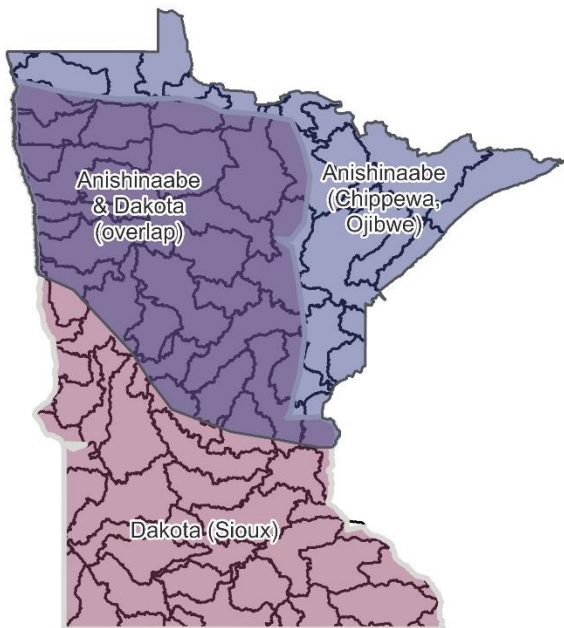 Anishinaabe
& Dakota
(overlap)
Anishinaabe
(Chippewa,
Ojibwe)
Dakota (Sioux)